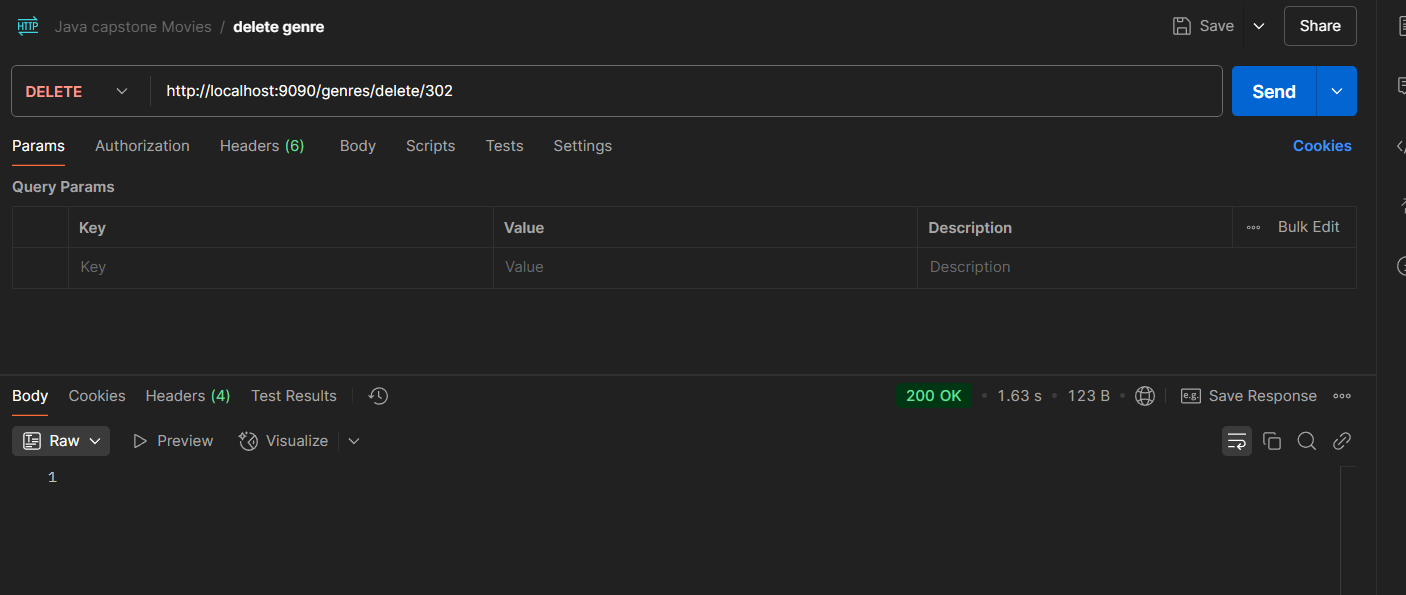 HTTP Java capstone Movies / delete genre Save Share
DELETE http://localhost:9090/genres/delete/302 Send
Params Authorization Headers (6) Body Scripts Tests Settings Cookies
Query Params
Key Value Description Bulk Edit
Key Value Description
Body Cookies Headers (4) Test Results 200 OK • 1.63 s • 123 B • e.g. Save Response
Raw Preview Visualize
1